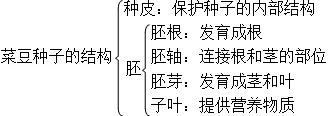 种皮：保护种子的内部结构
胚根：发育成根
菜豆种子的结构
胚轴：连接根和茎的部位
胚
胚芽：发育成茎和叶
子叶：提供营养物质